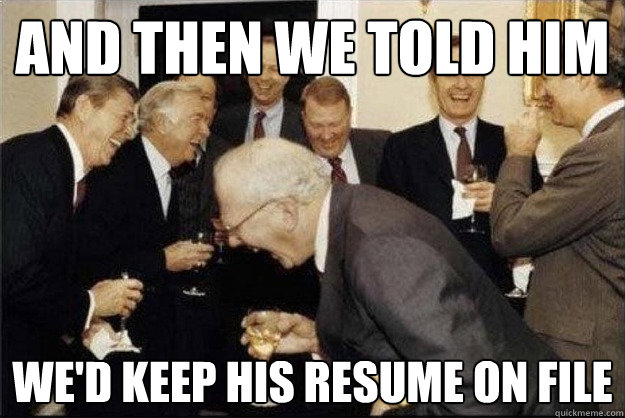 AND THEN WE TOLD HIM
WE'D KEEP HIS RESUME ON FILE
quickmeme.com